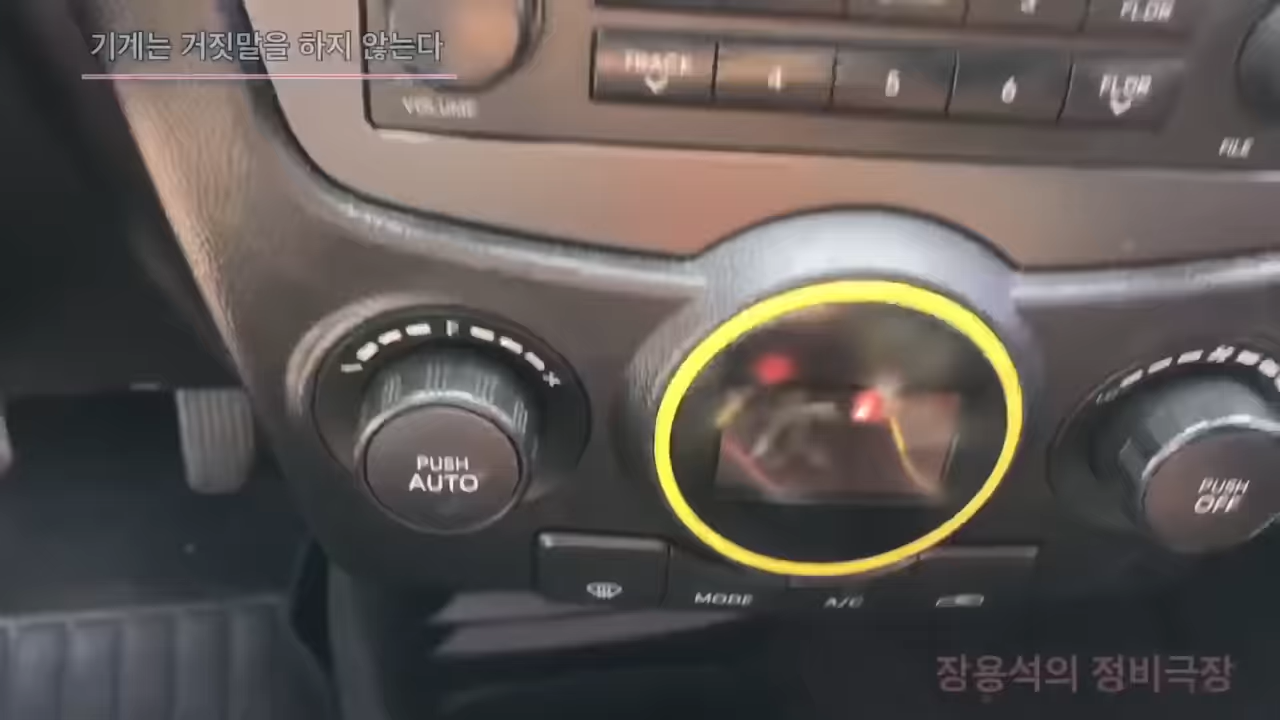 기계는 거짓말을 하지 않는다
FLDR
TRACK
4
5
6
FLDR
VOLUME
FILE
PUSH
AUTO
PUSH
OFF
MODE
A/C
장용석의 정비극장